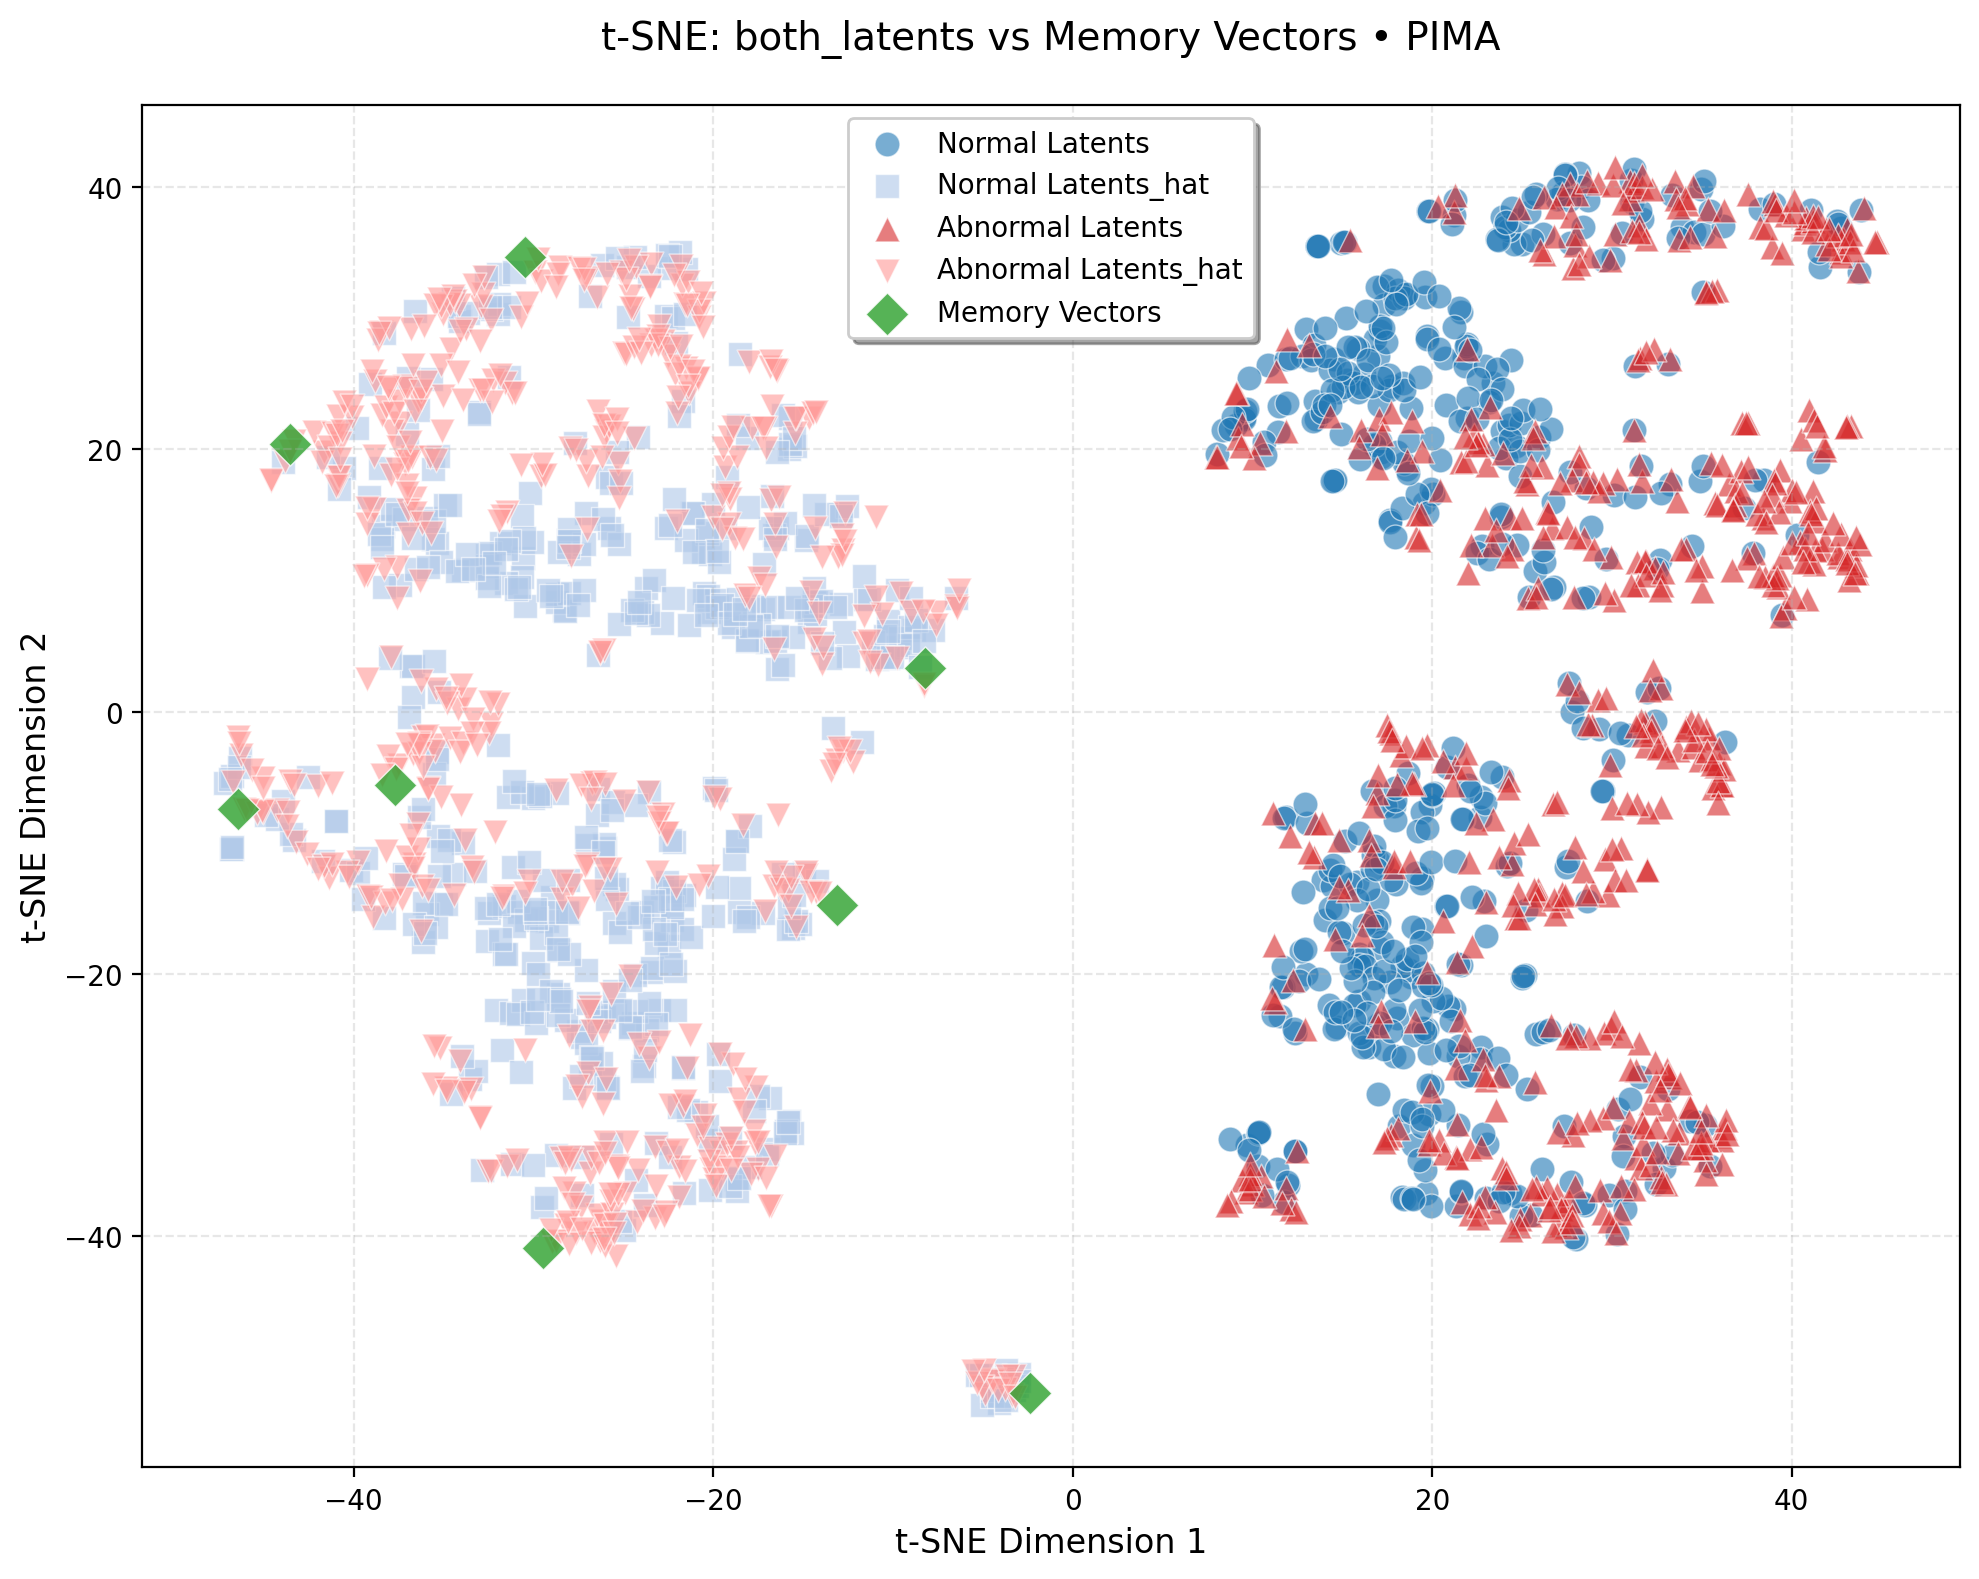 t-SNE: both_latents vs Memory Vectors • PIMA
Normal Latents
Normal Latents_hat
Abnormal Latents
Abnormal Latents_hat
Memory Vectors
40
20
0
−20
−40
t-SNE Dimension 2
−40
−20
0
20
40
t-SNE Dimension 1